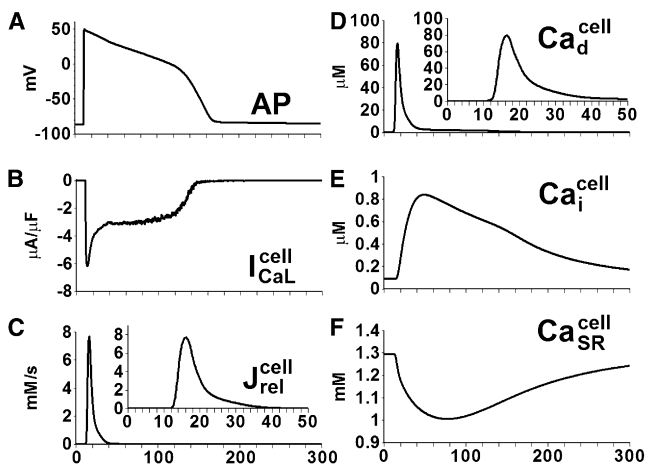 A
50
0
-50
-100
mV
AP
B
0
-2
-4
-6
-8
μA/μF
I CaL cell
C
8
6
4
2
0
mM/s
8
6
4
2
0
0 10 20 30 40 50
J rel cell
0 100 200 300
D
100
80
60
40
20
0
μM
100
80
60
40
20
0
0 10 20 30 40 50
Ca d cell
E
1
0.8
0.6
0.4
0.2
0
μM
Ca i cell
F
1.4
1.3
1.2
1.1
1
0.9
mM
Ca SR cell
0 100 200 300